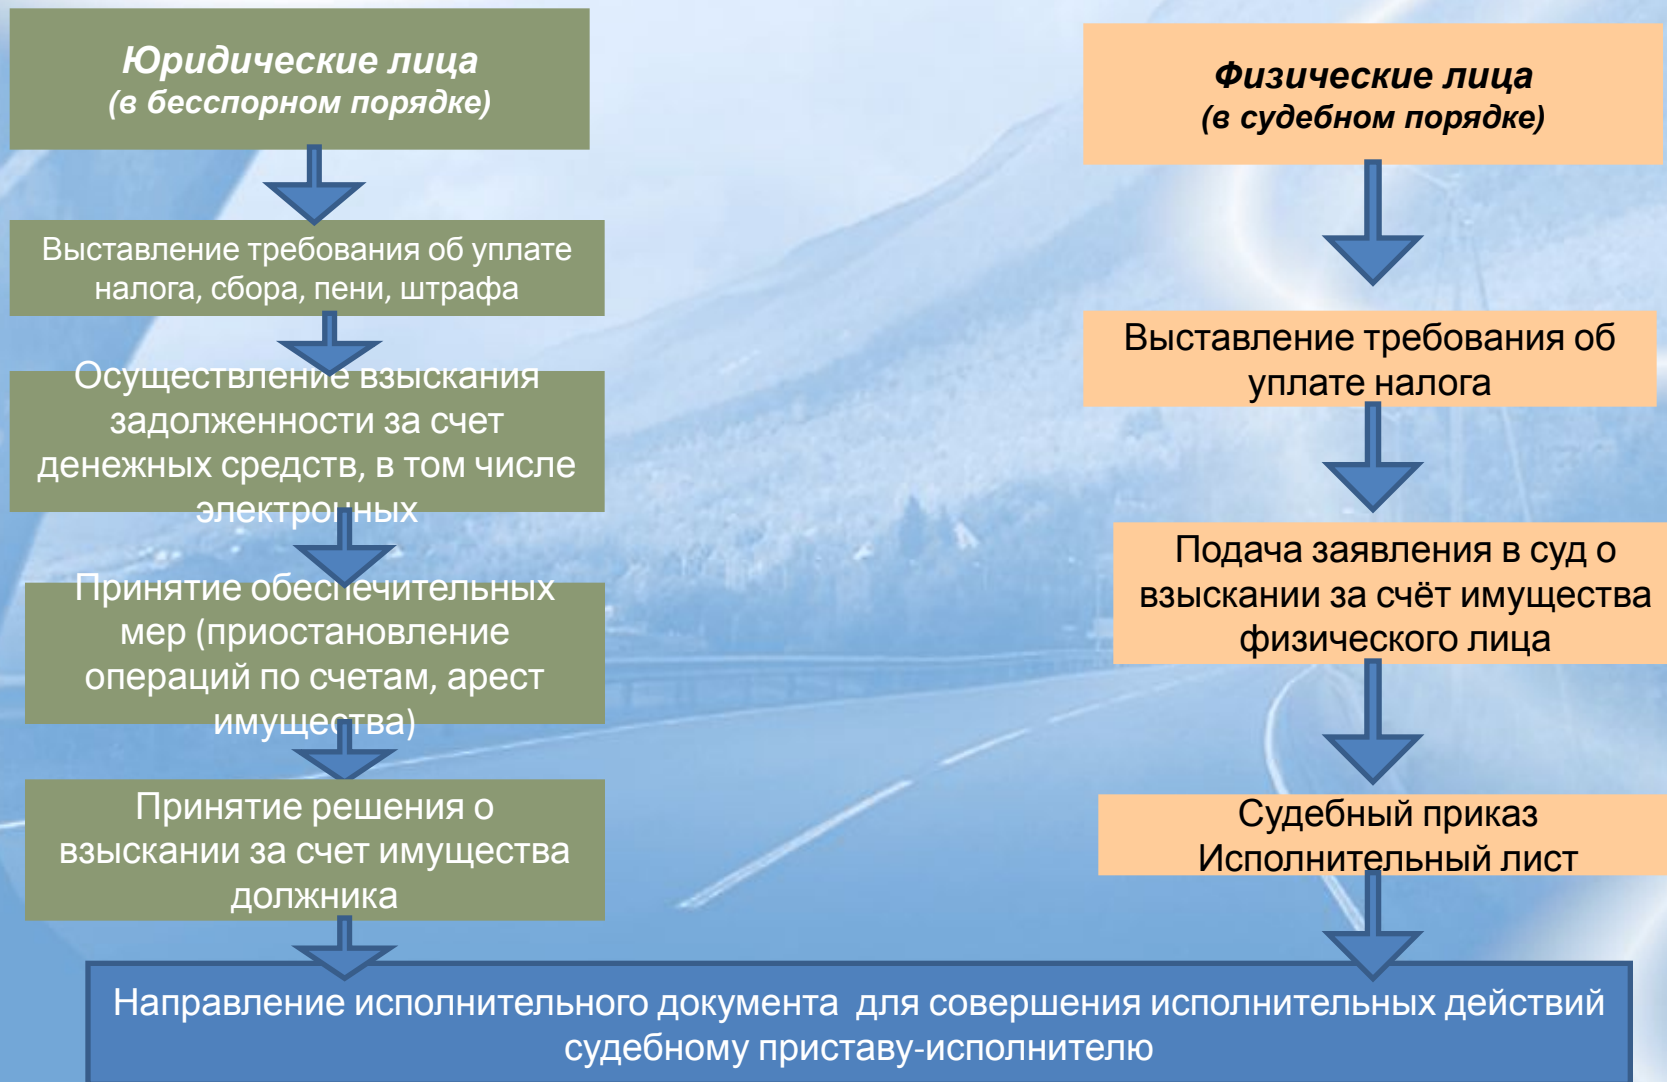 Юридические лица
(в бесспорном порядке)
Выставление требования об уплате
налога, сбора, пени, штрафа
Осуществление взыскания
задолженности за счет
денежных средств, в том числе
электронных
Принятие обеспечительных
мер (приостановление
операций по счетам, арест
имущества)
Принятие решения о
взыскании за счет имущества
должника
Физические лица
(в судебном порядке)
Выставление требования об
уплате налога
Подача заявления в суд о
взыскании за счёт имущества
физического лица
Судебный приказ
Исполнительный лист
Направление исполнительного документа для совершения исполнительных действий
судебному приставу-исполнителю